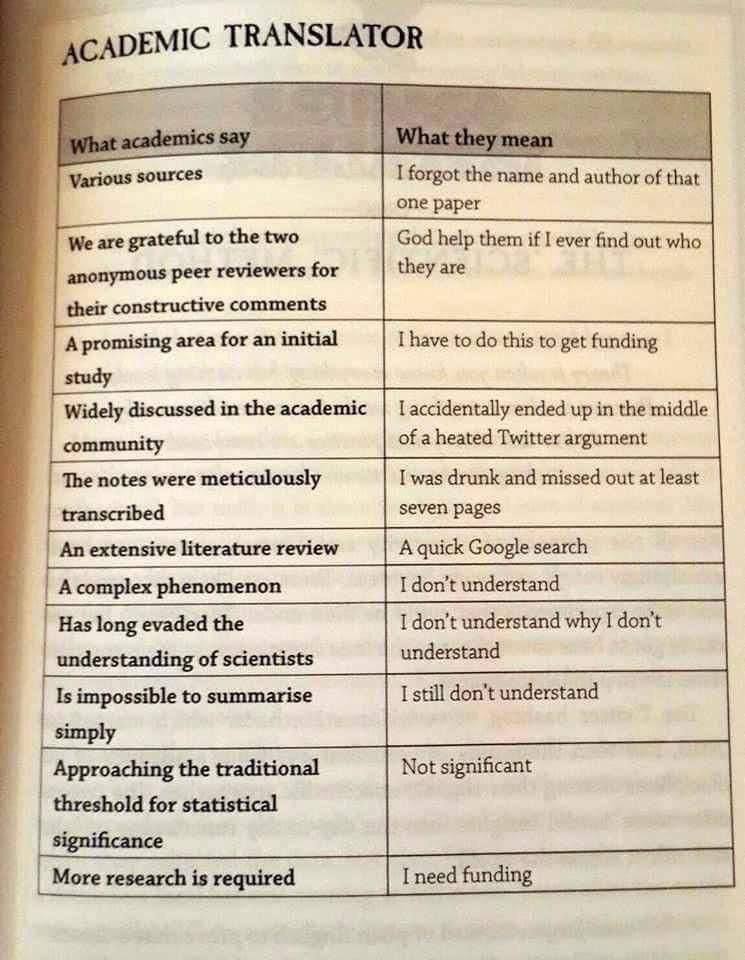 ACADEMIC TRANSLATOR
What academics say
What they mean
Various sources
I forgot the name and author of that
one paper
We are grateful to the two
anonymous peer reviewers for
their constructive comments
God help them if I ever find out who
they are
A promising area for an initial
study
I have to do this to get funding
Widely discussed in the academic
community
I accidentally ended up in the middle
of a heated Twitter argument
The notes were meticulously
transcribed
I was drunk and missed out at least
seven pages
An extensive literature review
A quick Google search
A complex phenomenon
I don't understand
Has long evaded the
understanding of scientists
I don't understand why I don't
understand
Is impossible to summarise
simply
I still don't understand
Approaching the traditional
threshold for statistical
significance
Not significant
More research is required
I need funding